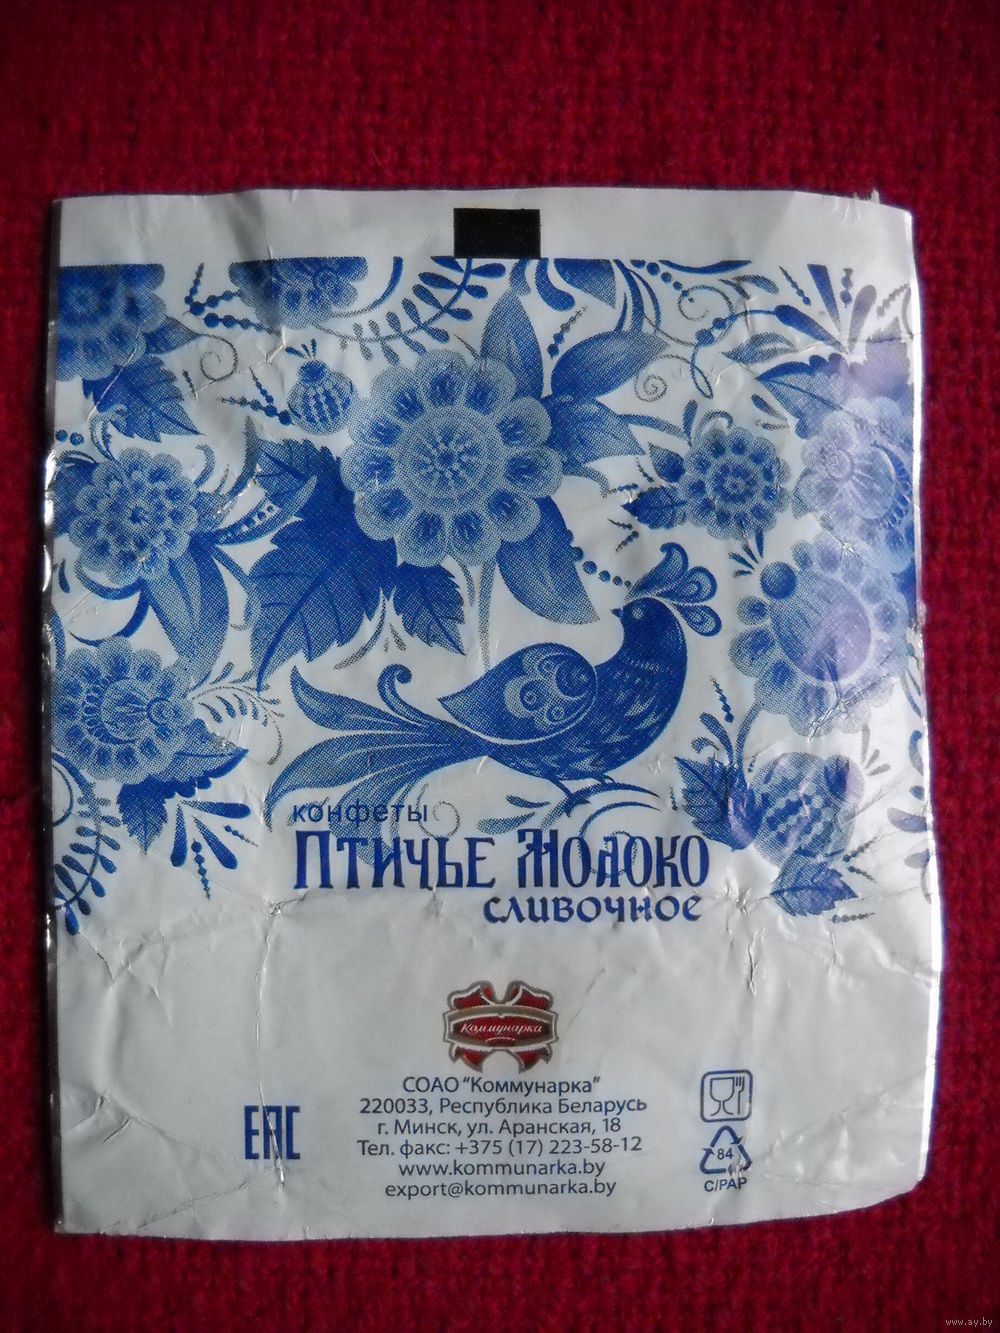 конфеты
Птичье Молоко
сливочное
Коммунарка
СОАО "Коммунарка"
220033, Республика Беларусь
г. Минск, ул. Аранская, 18
Тел. факс: +375 (17) 223-58-12
www.kommunarka.by
export@kommunarka.by
ЕАС
84
C/PAP
www.ay.by